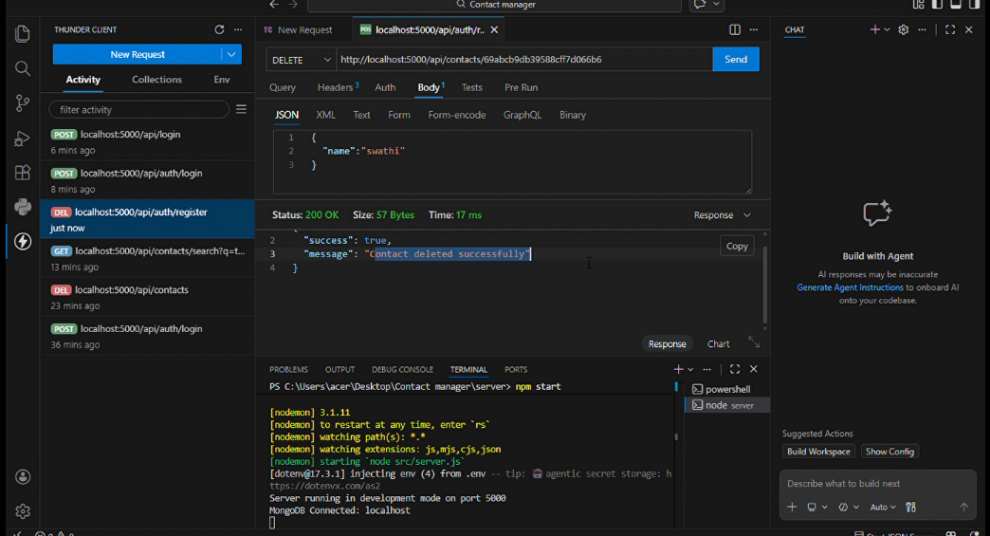 Contact manager
THUNDER CLIENT
New Request
Activity Collections Env
filter activity
POST localhost:5000/api/login
6 mins ago
POST localhost:5000/api/auth/login
8 mins ago
DEL localhost:5000/api/auth/register
just now
GET localhost:5000/api/contacts/search?q=t...
13 mins ago
DEL localhost:5000/api/contacts
23 mins ago
POST localhost:5000/api/auth/login
36 mins ago
TC New Request
POS localhost:5000/api/auth/r..
DELETE http://localhost:5000/api/contacts/69abcb9db39588cff7d066b6 Send
Query Headers 3 Auth Body 1 Tests Pre Run
JSON XML Text Form Form-encode GraphQL Binary
1 {
2 "name":"swathi"
3 }
Status: 200 OK Size: 57 Bytes Time: 17 ms Response
{
2 "success": true,
3 "message": "Contact deleted successfully"
4 }
Copy
Response Chart
PROBLEMS OUTPUT DEBUG CONSOLE TERMINAL PORTS
PS C:\Users\acer\Desktop\Contact manager\server> npm start
[nodemon] 3.1.11
[nodemon] to restart at any time, enter `rs`
[nodemon] watching path(s): *.*
[nodemon] watching extensions: js,mjs,cjs,json
[nodemon] starting `node src/server.js`
[dotenv@17.3.1] injecting env (4) from .env -- tip: 🤖 agentic secret storage: h
ttps://dotenvx.com/as2
Server running in development mode on port 5000
MongoDB Connected: localhost
powershell
node server
CHAT
Build with Agent
AI responses may be inaccurate
Generate Agent Instructions to onboard AI
onto your codebase.
Suggested Actions
Build Workspace Show Config
Describe what to build next
Auto